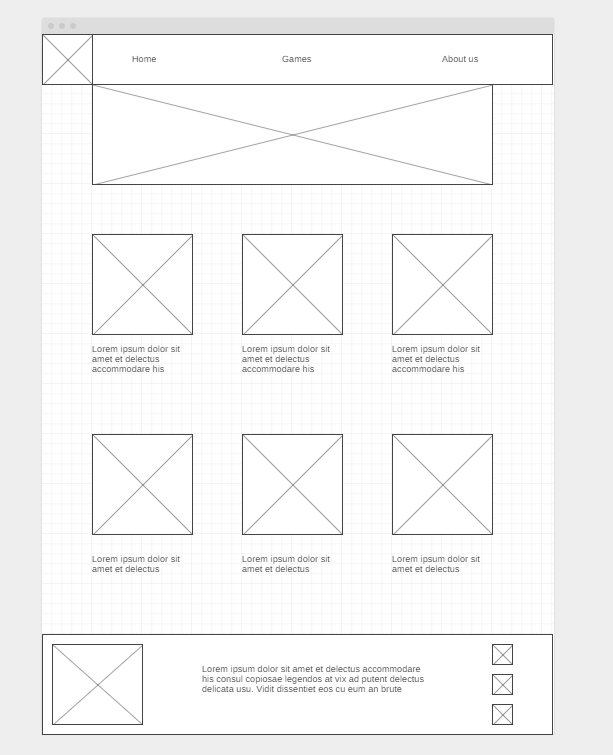 Home Games About us
Lorem ipsum dolor sit
amet et delectus
accommodare his
Lorem ipsum dolor sit
amet et delectus
accommodare his
Lorem ipsum dolor sit
amet et delectus
accommodare his
Lorem ipsum dolor sit
amet et delectus
Lorem ipsum dolor sit
amet et delectus
Lorem ipsum dolor sit
amet et delectus
Lorem ipsum dolor sit amet et delectus accommodare
his consul copiosae legendos at vix ad putent delectus
delicata usu. Vidit dissentiet eos cu eum an brute